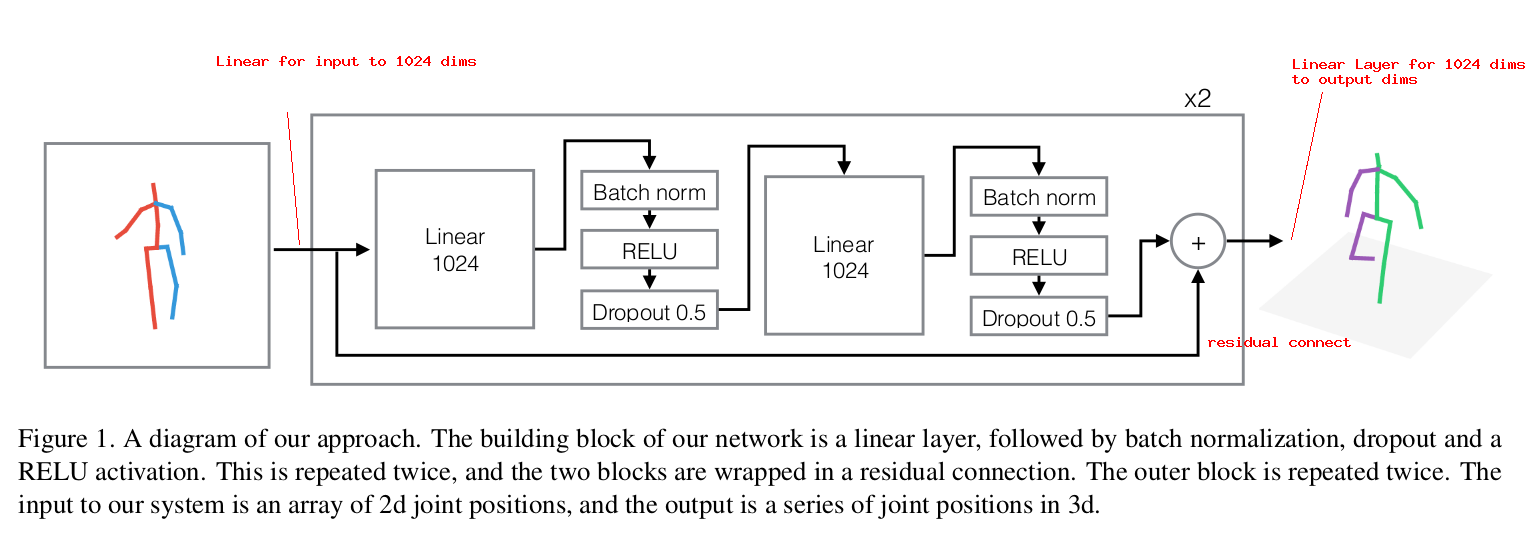 Linear for input to 1024 dims
Linear Layer for 1024 dims
to output dims
x2
Linear
1024
Batch norm
RELU
Dropout 0.5
Linear
1024
Batch norm
RELU
Dropout 0.5
+
residual connect
Figure 1. A diagram of our approach. The building block of our network is a linear layer, followed by batch normalization, dropout and a
RELU activation. This is repeated twice, and the two blocks are wrapped in a residual connection. The outer block is repeated twice. The
input to our system is an array of 2d joint positions, and the output is a series of joint positions in 3d.